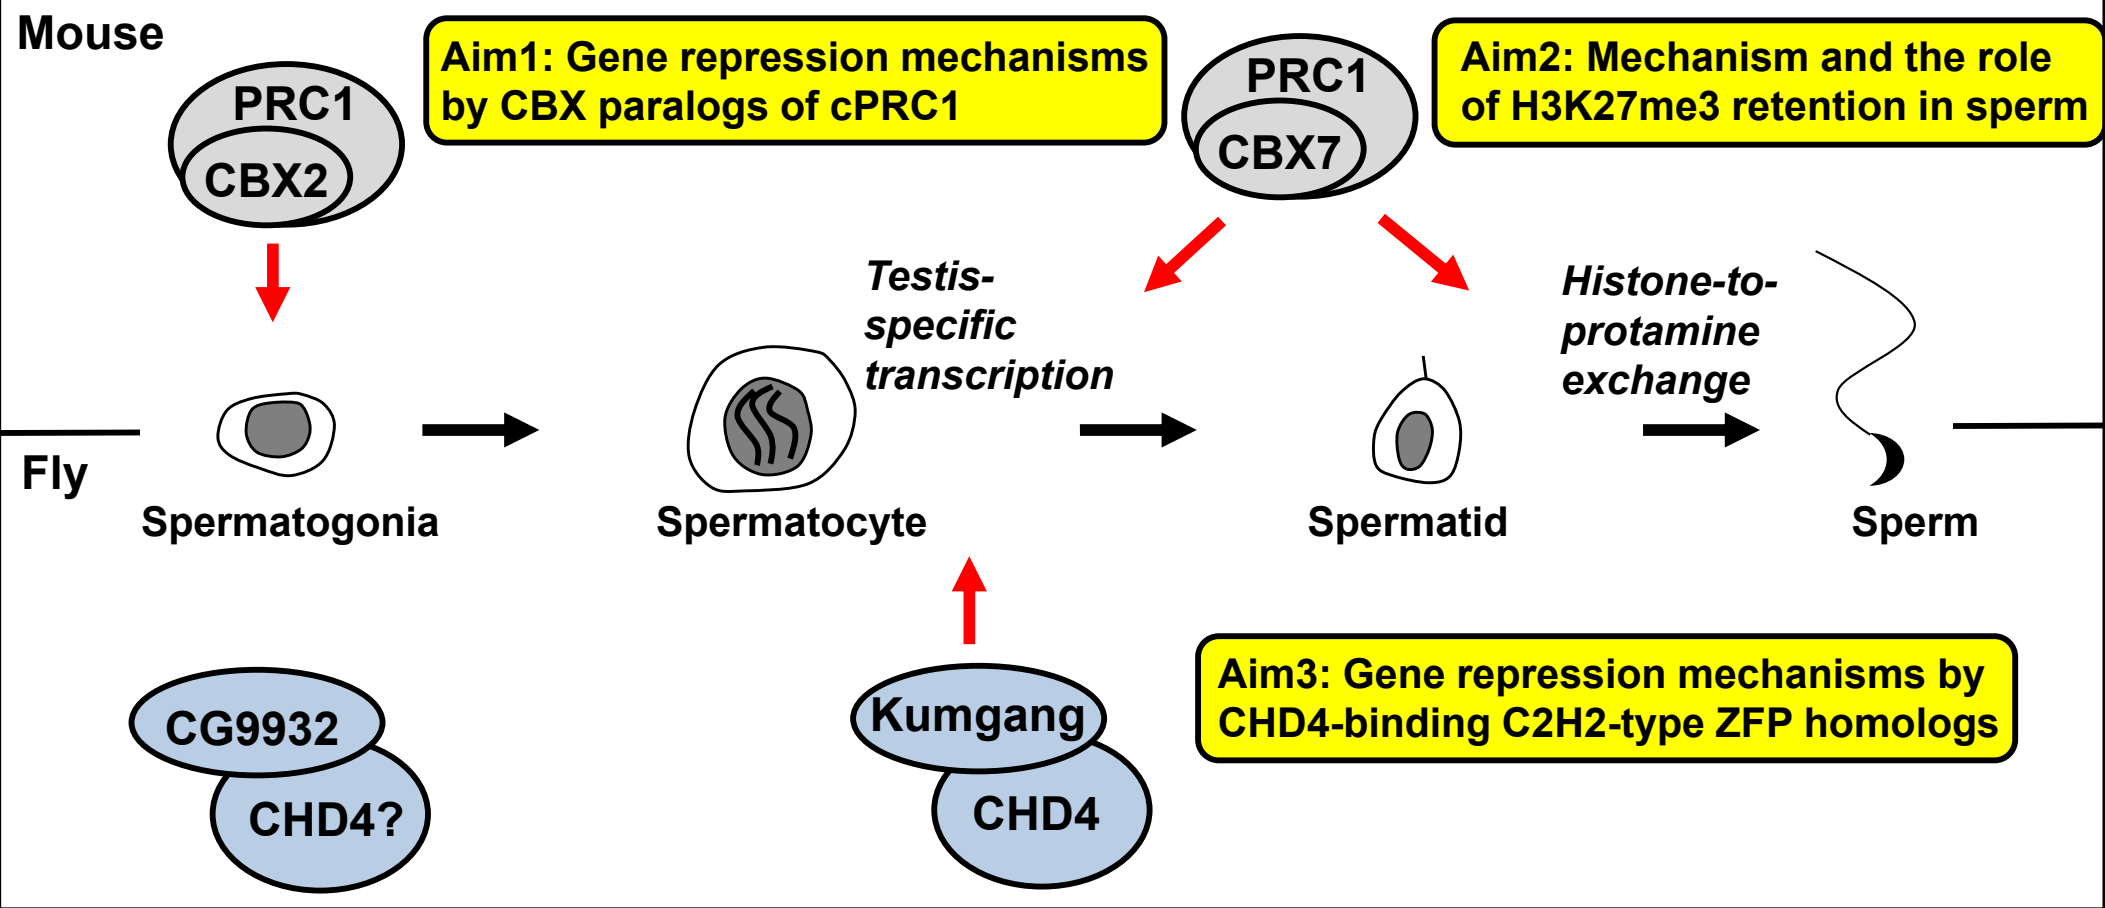 Mouse
PRC1
CBX2
Aim1: Gene repression mechanisms
by CBX paralogs of cPRC1
PRC1
CBX7
Aim2: Mechanism and the role
of H3K27me3 retention in sperm
Testis-
specific
transcription
Histone-to-
protamine
exchange
Fly
Spermatogonia
Spermatocyte
Spermatid
Sperm
CG9932
CHD4?
Kumgang
CHD4
Aim3: Gene repression mechanisms by
CHD4-binding C2H2-type ZFP homologs